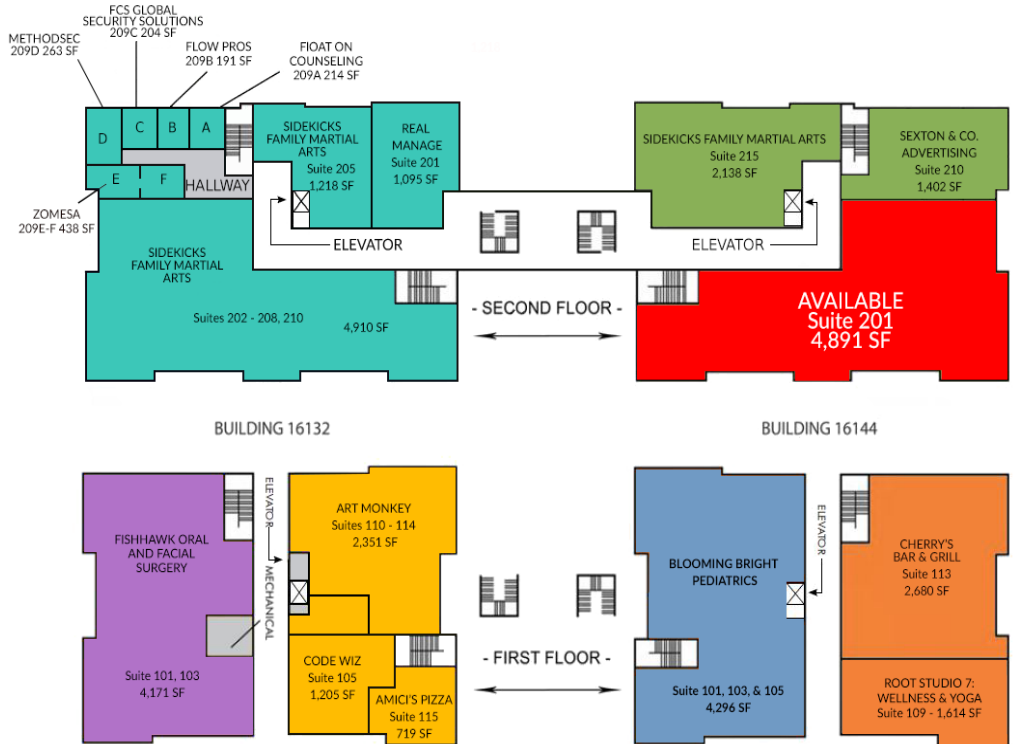 FCS GLOBAL
SECURITY SOLUTIONS
209C 204 SF
METHODSEC
209D 263 SF
FLOW PROS
209B 191 SF
FIOAT ON
COUNSELING
209A 214 SF
D
C
B
A
E
F
HALLWAY
ZOMESA
209E-F 438 SF
SIDEKICKS
FAMILY MARTIAL
ARTS
Suite 205
1,218 SF
REAL
MANAGE
Suite 201
1,095 SF
ELEVATOR
SIDEKICKS
FAMILY MARTIAL
ARTS
Suites 202 - 208, 210
4,910 SF
- SECOND FLOOR -
SIDEKICKS FAMILY MARTIAL ARTS
Suite 215
2,138 SF
SEXTON & CO.
ADVERTISING
Suite 210
1,402 SF
ELEVATOR
AVAILABLE
Suite 201
4,891 SF
BUILDING 16132
BUILDING 16144
FISHHAWK ORAL
AND FACIAL
SURGERY
Suite 101, 103
4,171 SF
ELEVATOR
MECHANICAL
ART MONKEY
Suites 110 - 114
2,351 SF
CODE WIZ
Suite 105
1,205 SF
AMICI'S PIZZA
Suite 115
719 SF
- FIRST FLOOR -
BLOOMING BRIGHT
PEDIATRICS
Suite 101, 103, & 105
4,296 SF
ELEVATOR
CHERRY'S
BAR & GRILL
Suite 113
2,680 SF
ROOT STUDIO 7:
WELLNESS & YOGA
Suite 109 - 1,614 SF